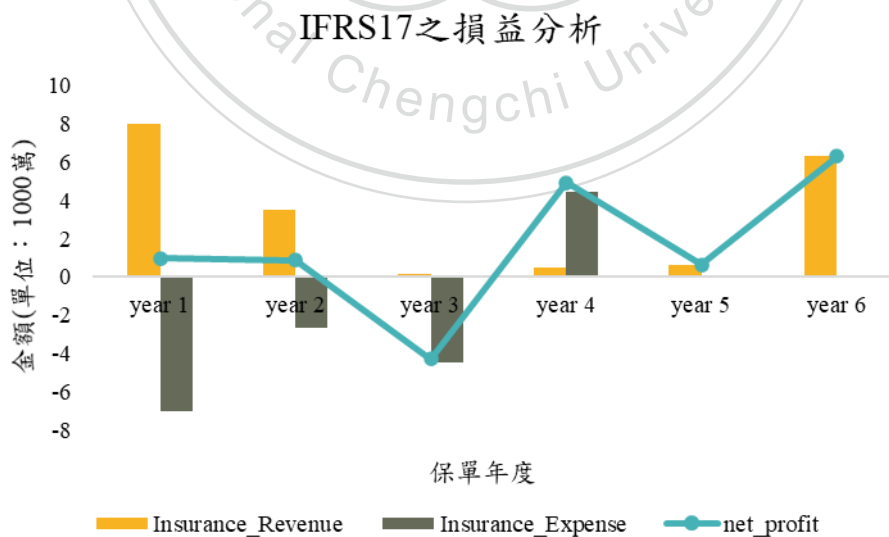 nal Chengchi Unive
IFRS17之損益分析
金額(單位：1000萬)
10
8
6
4
2
0
-2
-4
-6
-8
year 1
year 2
year 3
year 4
year 5
year 6
保單年度
Insurance_Revenue
Insurance_Expense
net_profit